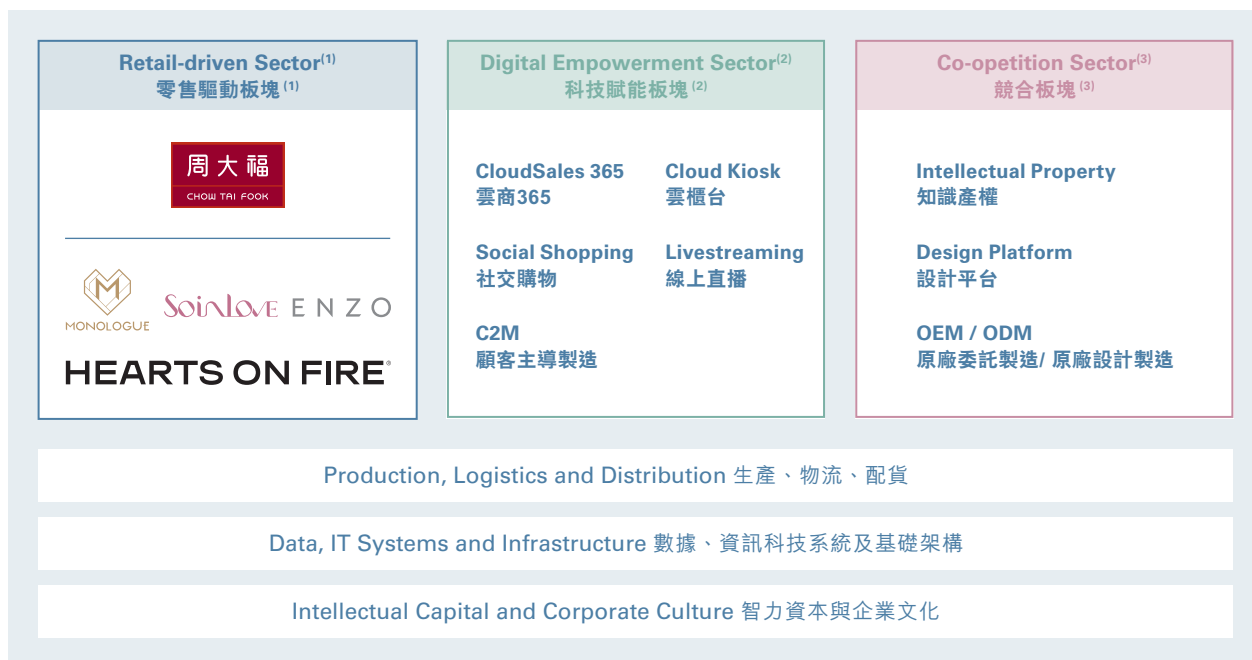 Retail-driven Sector(1)
零售驅動板塊 (1)
周大福
CHOW TAI FOOK
M
MONOLOGUE
SOINLOVE
ENZO
HEARTS ON FIRE®
Digital Empowerment Sector(2)
科技賦能板塊 (2)
CloudSales 365
雲商365
Cloud Kiosk
雲櫃台
Social Shopping
社交購物
Livestreaming
線上直播
C2M
顧客主導製造
Co-opetition Sector(3)
競合板塊 (3)
Intellectual Property
知識產權
Design Platform
設計平台
OEM / ODM
原廠委託製造/ 原廠設計製造
Production, Logistics and Distribution 生產、物流、配貨
Data, IT Systems and Infrastructure 數據、資訊科技系統及基礎架構
Intellectual Capital and Corporate Culture 智力資本與企業文化